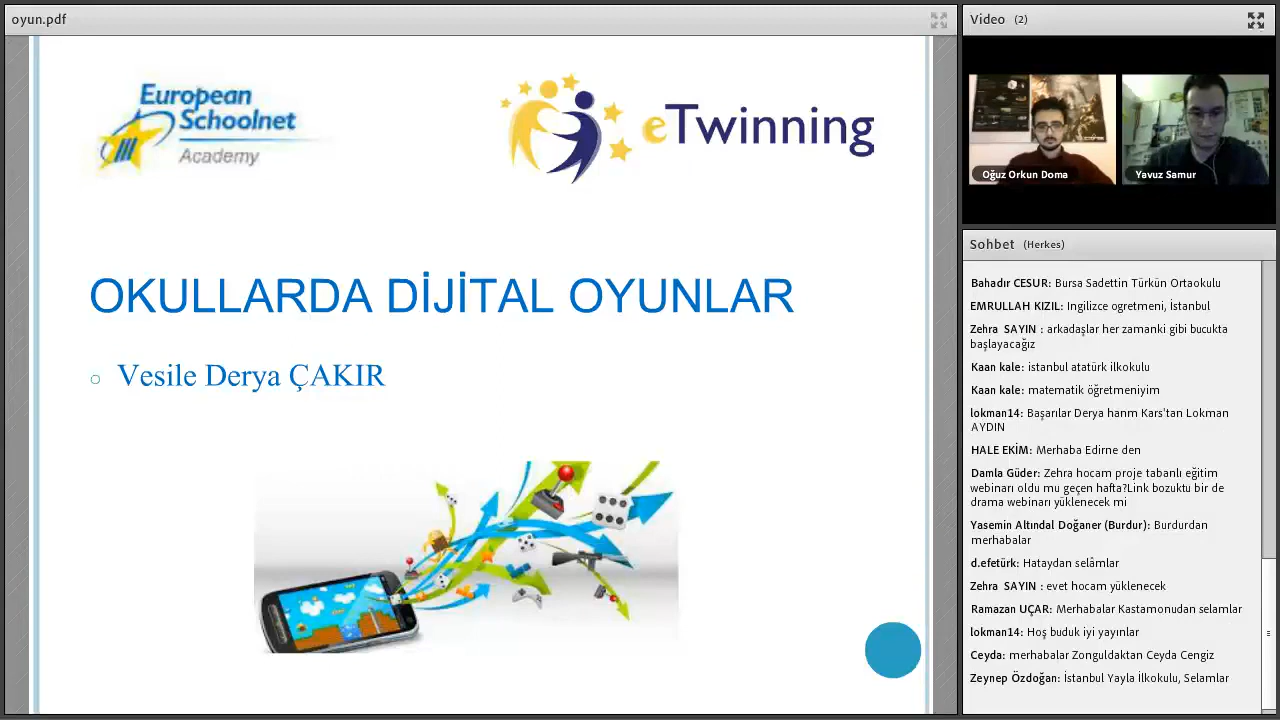 oyun.pdf
European
Schoolnet
Academy
eTwinning
OKULLARDA DİJİTAL OYUNLAR
Vesile Derya ÇAKIR
Video (2)
Oğuz Orkun Doma
Yavuz Samur
Sohbet (Herkes)
Bahadır CESUR: Bursa Sadettin Türkün Ortaokulu
EMRULLAH KIZIL: Ingilizce ogretmeni, İstanbul
Zehra SAYIN : arkadaşlar her zamanki gibi bucukta
başlayacağız
Kaan kale: istanbul atatürk ilkokulu
Kaan kale: matematik öğretmeniyim
lokman14: Başarılar Derya hanm Kars'tan Lokman
AYDIN
HALE EKİM: Merhaba Edirne den
Damla Güder: Zehra hocam proje tabanlı eğitim
webinarı oldu mu geçen hafta?Link bozuktu bir de
drama webinarı yüklenecek mi
Yasemin Altındal Doğaner (Burdur): Burdurdan
merhabalar
d.efetürk: Hataydan selâmlar
Zehra SAYIN : evet hocam yüklenecek
Ramazan UÇAR: Merhabalar Kastamonudan selamlar
lokman14: Hoş buduk iyi yayınlar
Ceyda: merhabalar Zonguldaktan Ceyda Cengiz
Zeynep Özdoğan: İstanbul Yayla İlkokulu, Selamlar